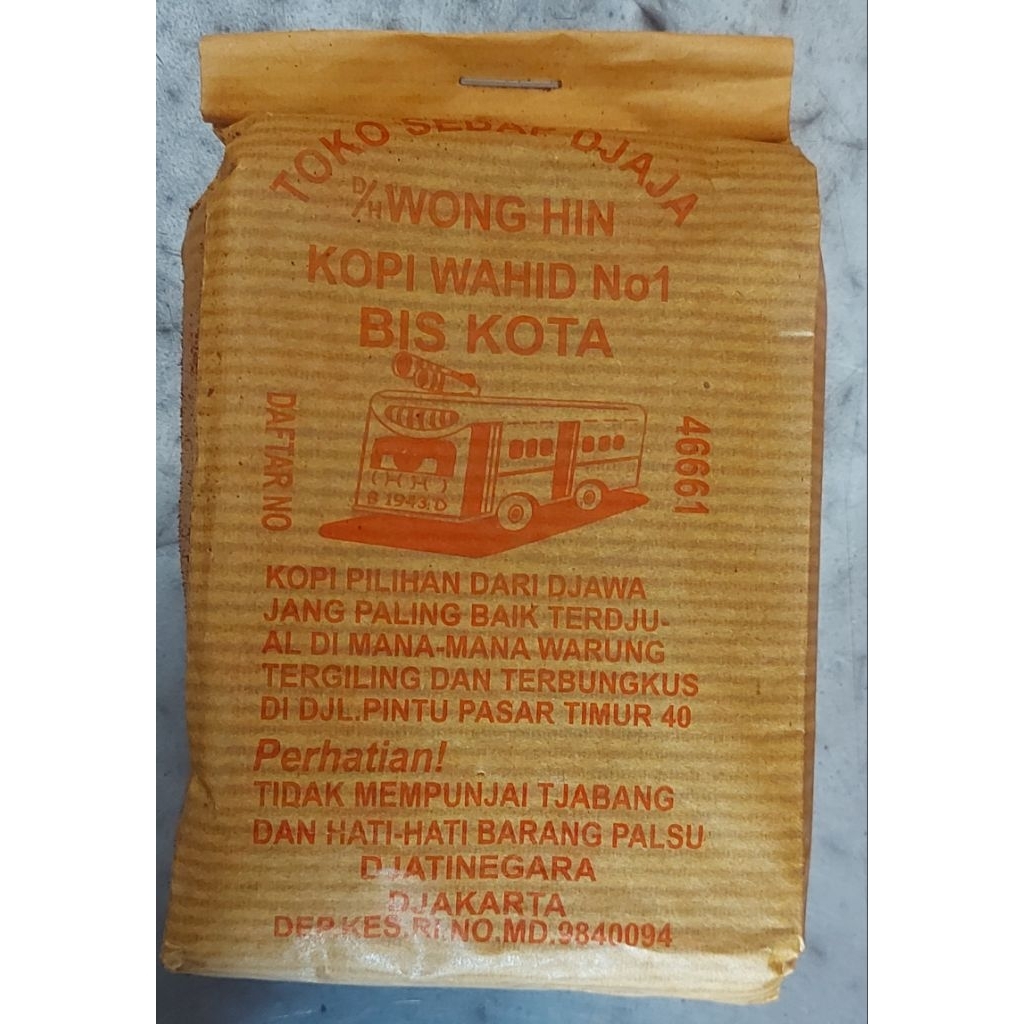 TOKO SEDAP DJAJA
D/H WONG HIN
KOPI WAHID No1
BIS KOTA
DAFTAR NO
46661
B 1943.D
KOPI PILIHAN DARI DJAWA
JANG PALING BAIK TERDJU-
AL DI MANA-MANA WARUNG
TERGILING DAN TERBUNGKUS
DI DJL.PINTU PASAR TIMUR 40
Perhatian!
TIDAK MEMPUNJAI TJABANG
DAN HATI-HATI BARANG PALSU
DJATINEGARA
DJAKARTA
DEP.KES.RI.NO.MD.9840094